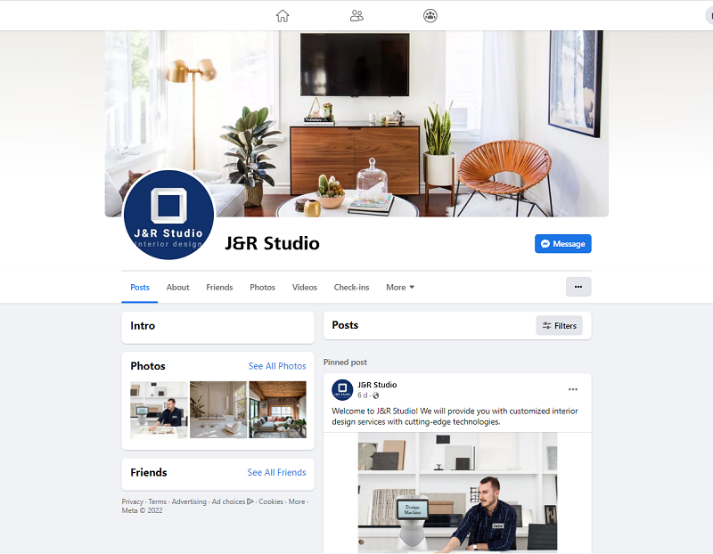 J&R Studio
Interior design
J&R Studio
Message
Posts
About
Friends
Photos
Videos
Check-ins
More
Intro
Posts
Filters
Photos
See All Photos
Pinned post
J&R Studio
6 d ·
Welcome to J&R Studio! We will provide you with customized interior
design services with cutting-edge technologies.
Design
Machine
Friends
See All Friends
Privacy · Terms · Advertising · Ad choices · Cookies · More ·
Meta © 2022